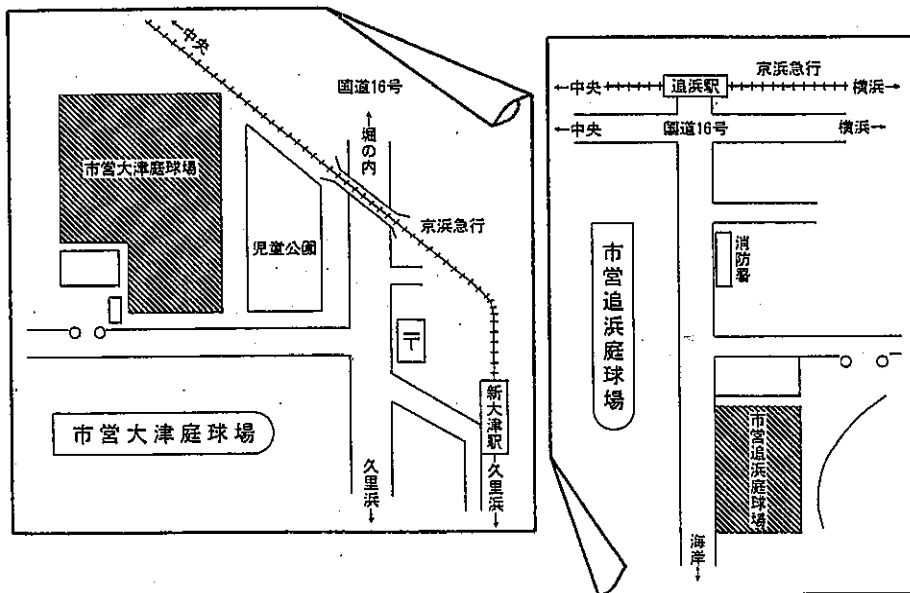 ←中央
国道16号
←堀の内
市営大津庭球場
京浜急行
児童公園
〒
新大津駅
市営大津庭球場
久里浜→
久里浜→
京浜急行
←中央
追浜駅
横浜→
←中央
国道16号
横浜→
消防署
市営追浜庭球場
市営追浜庭球場
海岸→